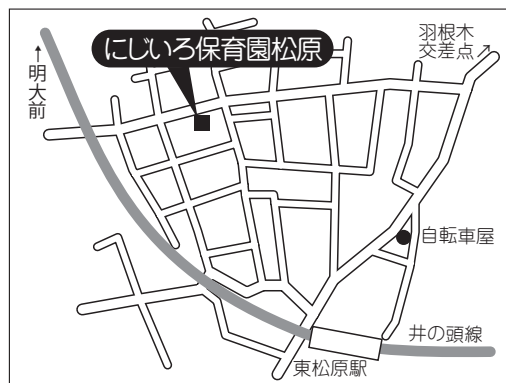 にじいろ保育園松原
羽根木
交差点↗
←明大前
自転車屋
井の頭線
東松原駅